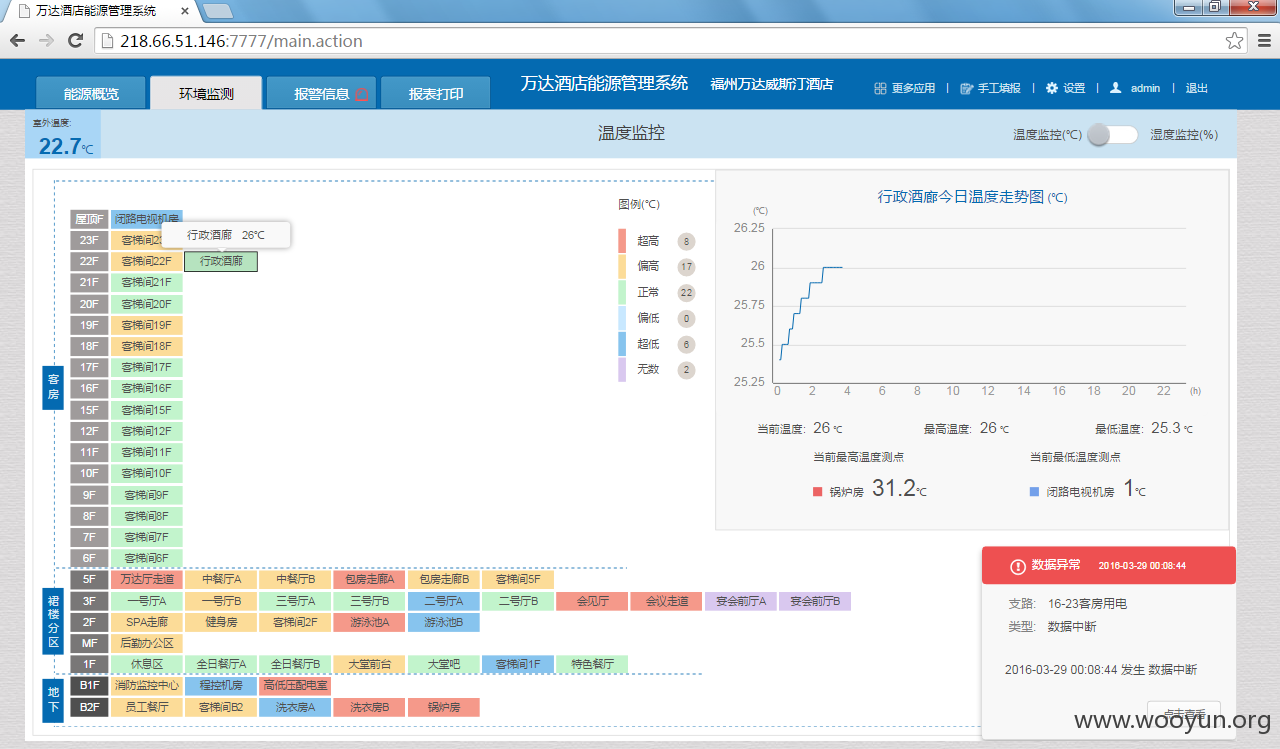 万达酒店能源管理系统
218.66.51.146:7777/main.action
能源概览
环境监测
报警信息
报表打印
万达酒店能源管理系统 福州万达威斯汀酒店
更多应用 | 手工填报 | 设置 | admin | 退出
室外温度:
22.7℃
温度监控
温度监控(℃) 湿度监控(%)
客房
屋顶F 闭路电视机房
23F
行政酒廊 26℃
22F 客梯间22F 行政酒廊
21F 客梯间21F
20F 客梯间20F
19F 客梯间19F
18F 客梯间18F
17F 客梯间17F
16F 客梯间16F
15F 客梯间15F
12F 客梯间12F
11F 客梯间11F
10F 客梯间10F
9F 客梯间9F
8F 客梯间8F
7F 客梯间7F
6F 客梯间6F
裙楼分区
5F 万达厅走道 中餐厅A 中餐厅B 包房走廊A 包房走廊B 客梯间5F
3F 一号厅A 一号厅B 三号厅A 三号厅B 二号厅A 二号厅B 会见厅 会议走道 宴会前厅A 宴会前厅B
2F SPA走廊 健身房 客梯间2F 游泳池A 游泳池B
MF 后勤办公区
1F 休息区 全日餐厅A 全日餐厅B 大堂前台 大堂吧 客梯间1F 特色餐厅
地下
B1F 消防监控中心 程控机房 高低压配电室
B2F 员工餐厅 客梯间B2 洗衣房A 洗衣房B 锅炉房
图例(℃)
超高 8
偏高 17
正常 22
偏低 0
超低 6
无数 2
行政酒廊今日温度走势图 (℃)
(℃)
26.25
26
25.75
25.5
25.25
0 2 4 6 8 10 12 14 16 18 20 22 (h)
当前温度: 26 ℃ 最高温度: 26 ℃ 最低温度: 25.3 ℃
当前最高温度测点 当前最低温度测点
锅炉房 31.2℃ 闭路电视机房 1℃
数据异常 2016-03-29 00:08:44
支路: 16-23客房用电
类型: 数据中断
2016-03-29 00:08:44 发生 数据中断
点击查看
www.wooyun.org